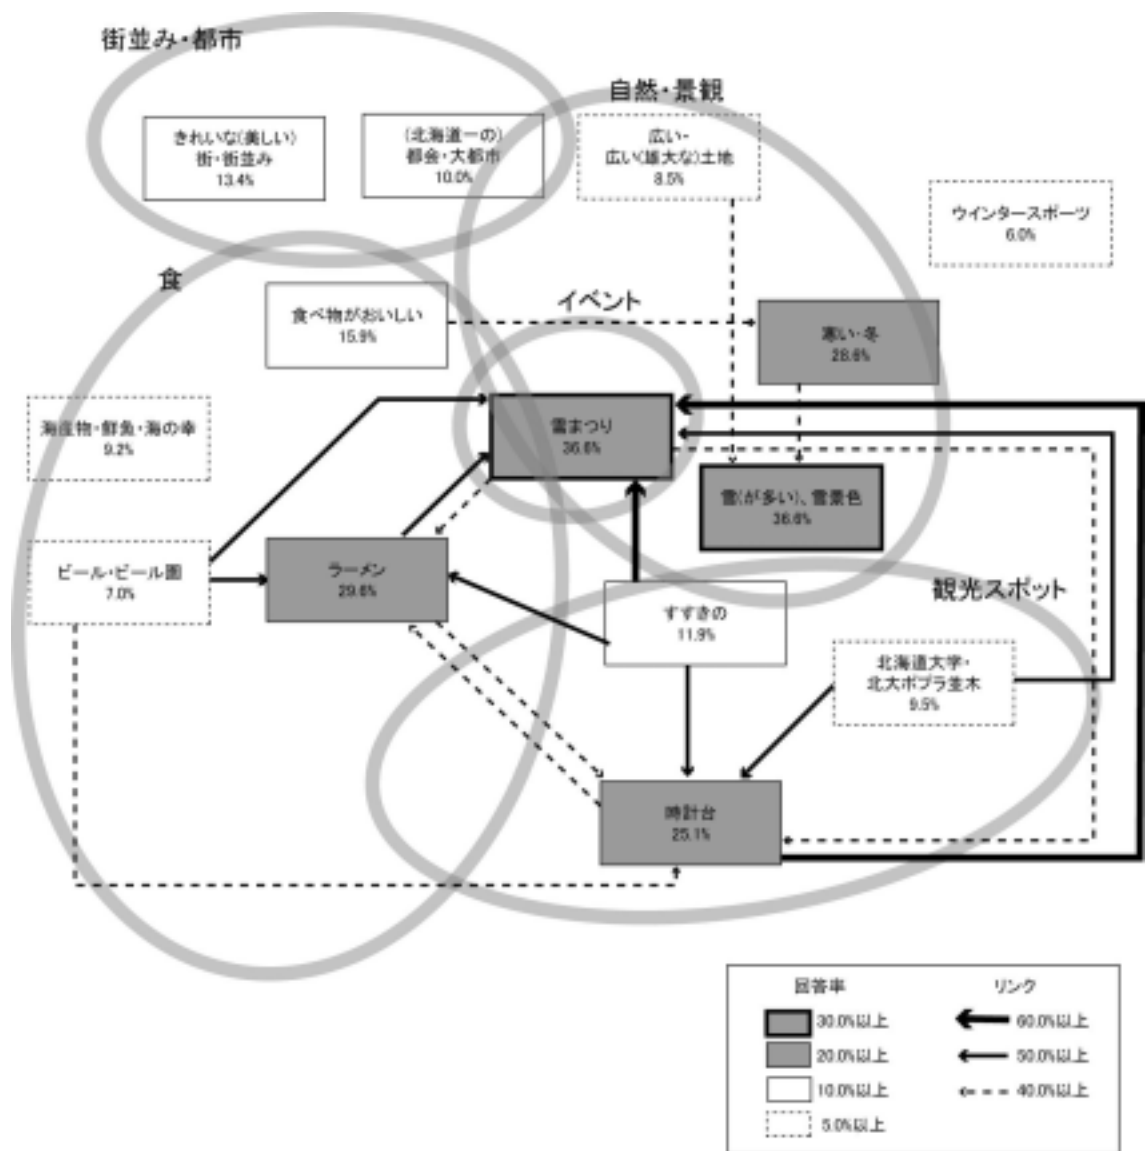 街並み・都市
自然・景観
きれいな(美しい)
街・街並み
13.4%
(北海道一の)
都会・大都市
10.0%
広い・
広い(雄大な)土地
8.5%
ウインタースポーツ
6.0%
食
食べ物がおいしい
15.9%
イベント
寒い・冬
28.6%
海産物・鮮魚・海の幸
9.2%
雪まつり
36.6%
雪(が多い)、雪景色
36.6%
ビール・ビール園
7.0%
ラーメン
29.6%
すすきの
11.9%
観光スポット
北海道大学・
北大ポプラ並木
9.5%
時計台
25.1%
回答率
リンク
30.0%以上
60.0%以上
20.0%以上
50.0%以上
10.0%以上
40.0%以上
5.0%以上